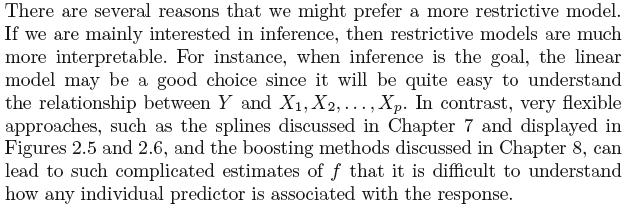 There are several reasons that we might prefer a more restrictive model.
If we are mainly interested in inference, then restrictive models are much
more interpretable. For instance, when inference is the goal, the linear
model may be a good choice since it will be quite easy to understand
the relationship between Y and X₁, X₂, . . . , Xₚ. In contrast, very flexible
approaches, such as the splines discussed in Chapter 7 and displayed in
Figures 2.5 and 2.6, and the boosting methods discussed in Chapter 8, can
lead to such complicated estimates of f that it is difficult to understand
how any individual predictor is associated with the response.